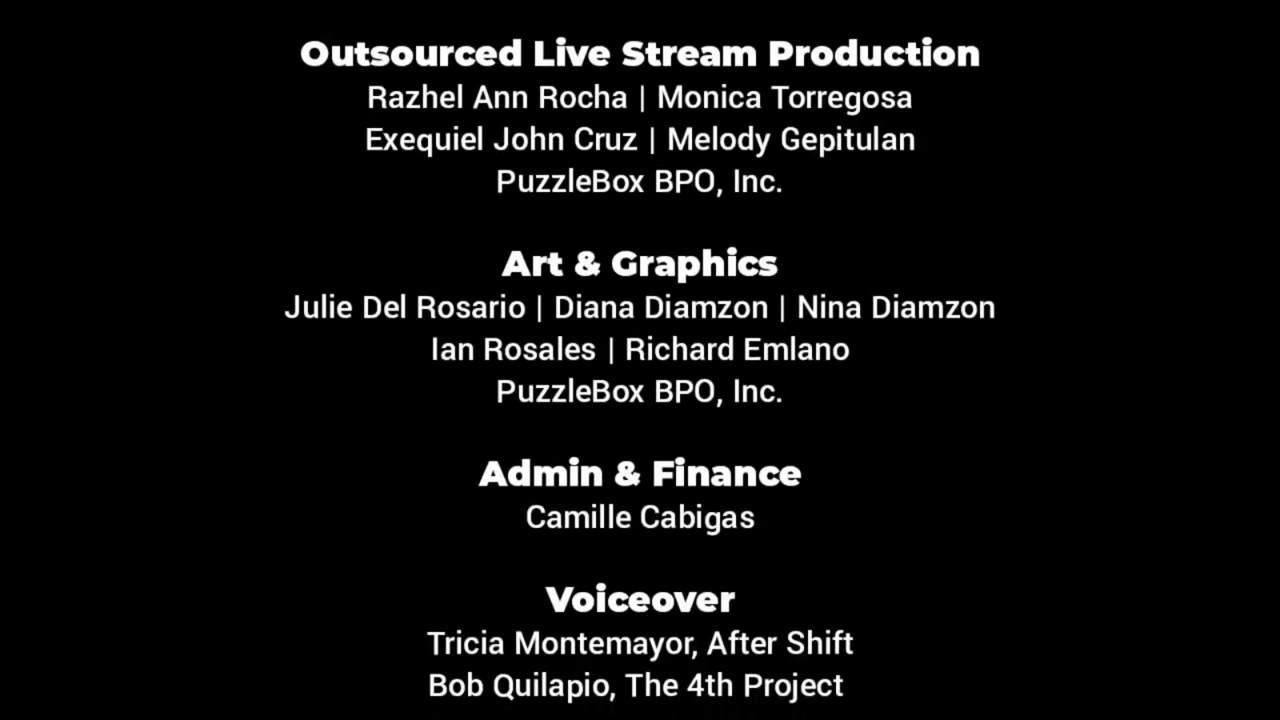 Outsourced Live Stream Production
Razhel Ann Rocha | Monica Torregosa
Exequiel John Cruz | Melody Gepitulan
PuzzleBox BPO, Inc.
Art & Graphics
Julie Del Rosario | Diana Diamzon | Nina Diamzon
Ian Rosales | Richard Emlano
PuzzleBox BPO, Inc.
Admin & Finance
Camille Cabigas
Voiceover
Tricia Montemayor, After Shift
Bob Quilapio, The 4th Project